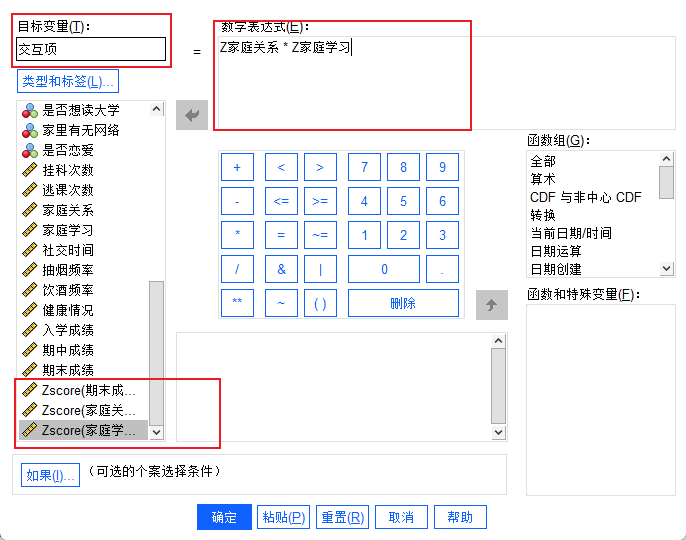 目标变量(T):
数字表达式(E):
交互项
=
Z家庭关系 * Z家庭学习
类型和标签(L)...
是否想读大学
家里有无网络
是否恋爱
挂科次数
逃课次数
家庭关系
家庭学习
社交时间
抽烟频率
饮酒频率
健康情况
入学成绩
期中成绩
期末成绩
Zscore(期末成...
Zscore(家庭关...
Zscore(家庭学...
+ < > 7 8 9
- <= >= 4 5 6
* = ~= 1 2 3
/ & | 0 .
** ~ ( ) 删除
函数组(G):
全部
算术
CDF 与非中心 CDF
转换
当前日期/时间
日期运算
日期创建
函数和特殊变量(F):
如果(I)... (可选的个案选择条件)
确定 粘贴(P) 重置(R) 取消 帮助